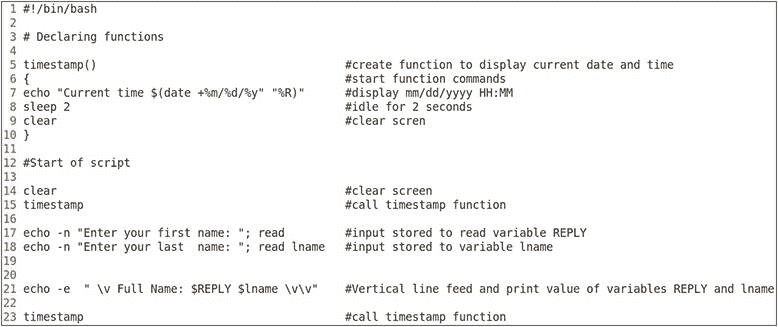 1 #!/bin/bash
2
3 # Declaring functions
4
5 timestamp() #create function to display current date and time
6 { #start function commands
7 echo "Current time $(date +%m/%d/%y" "%R)" #display mm/dd/yyyy HH:MM
8 sleep 2 #idle for 2 seconds
9 clear #clear scren
10 }
11
12 #Start of script
13
14 clear #clear screen
15 timestamp #call timestamp function
16
17 echo -n "Enter your first name: "; read #input stored to read variable REPLY
18 echo -n "Enter your last  name: "; read lname #input stored to variable lname
19
20
21 echo -e  " \v Full Name: $REPLY $lname \v\v" #Vertical line feed and print value of variables REPLY and lname
22
23 timestamp #call timestamp function